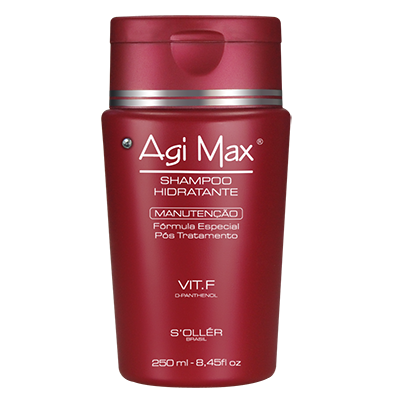 Agi Max®
SHAMPOO
HIDRATANTE
MANUTENÇÃO
Fórmula Especial
Pós Tratamento
VIT.F
D-PANTHENOL
S'OLLÉR
BRASIL
250 ml - 8,45fl oz